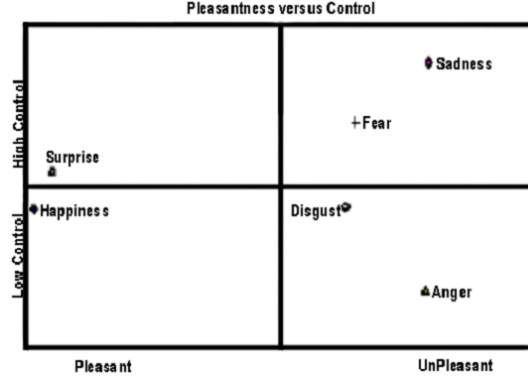 Pleasantness versus Control
High Control
Sadness
Fear
Surprise
Low Control
Happiness
Disgust
Anger
Pleasant
UnPleasant